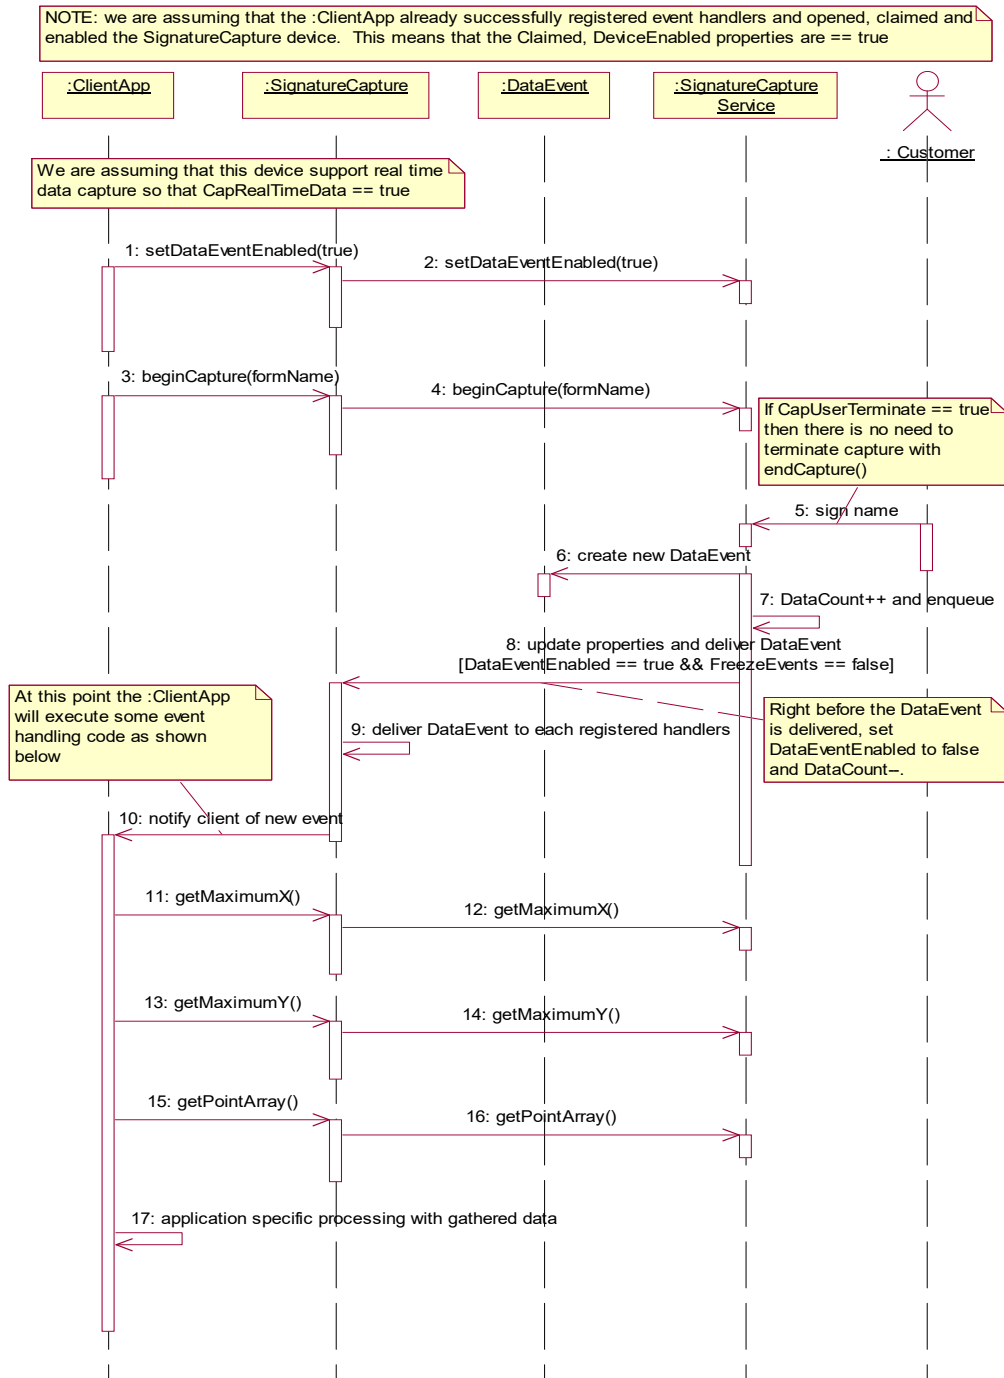 NOTE: we are assuming that the :ClientApp already successfully registered event handlers and opened, claimed and
enabled the SignatureCapture device.  This means that the Claimed, DeviceEnabled properties are == true
:ClientApp
:SignatureCapture
:DataEvent
:SignatureCapture
Service
: Customer
We are assuming that this device support real time
data capture so that CapRealTimeData == true
1: setDataEventEnabled(true)
2: setDataEventEnabled(true)
3: beginCapture(formName)
4: beginCapture(formName)
If CapUserTerminate == true
then there is no need to
terminate capture with
endCapture()
5: sign name
6: create new DataEvent
7: DataCount++ and enqueue
8: update properties and deliver DataEvent
[DataEventEnabled == true && FreezeEvents == false]
At this point the :ClientApp
will execute some event
handling code as shown
below
Right before the DataEvent
is delivered, set
DataEventEnabled to false
and DataCount--.
9: deliver DataEvent to each registered handlers
10: notify client of new event
11: getMaximumX()
12: getMaximumX()
13: getMaximumY()
14: getMaximumY()
15: getPointArray()
16: getPointArray()
17: application specific processing with gathered data